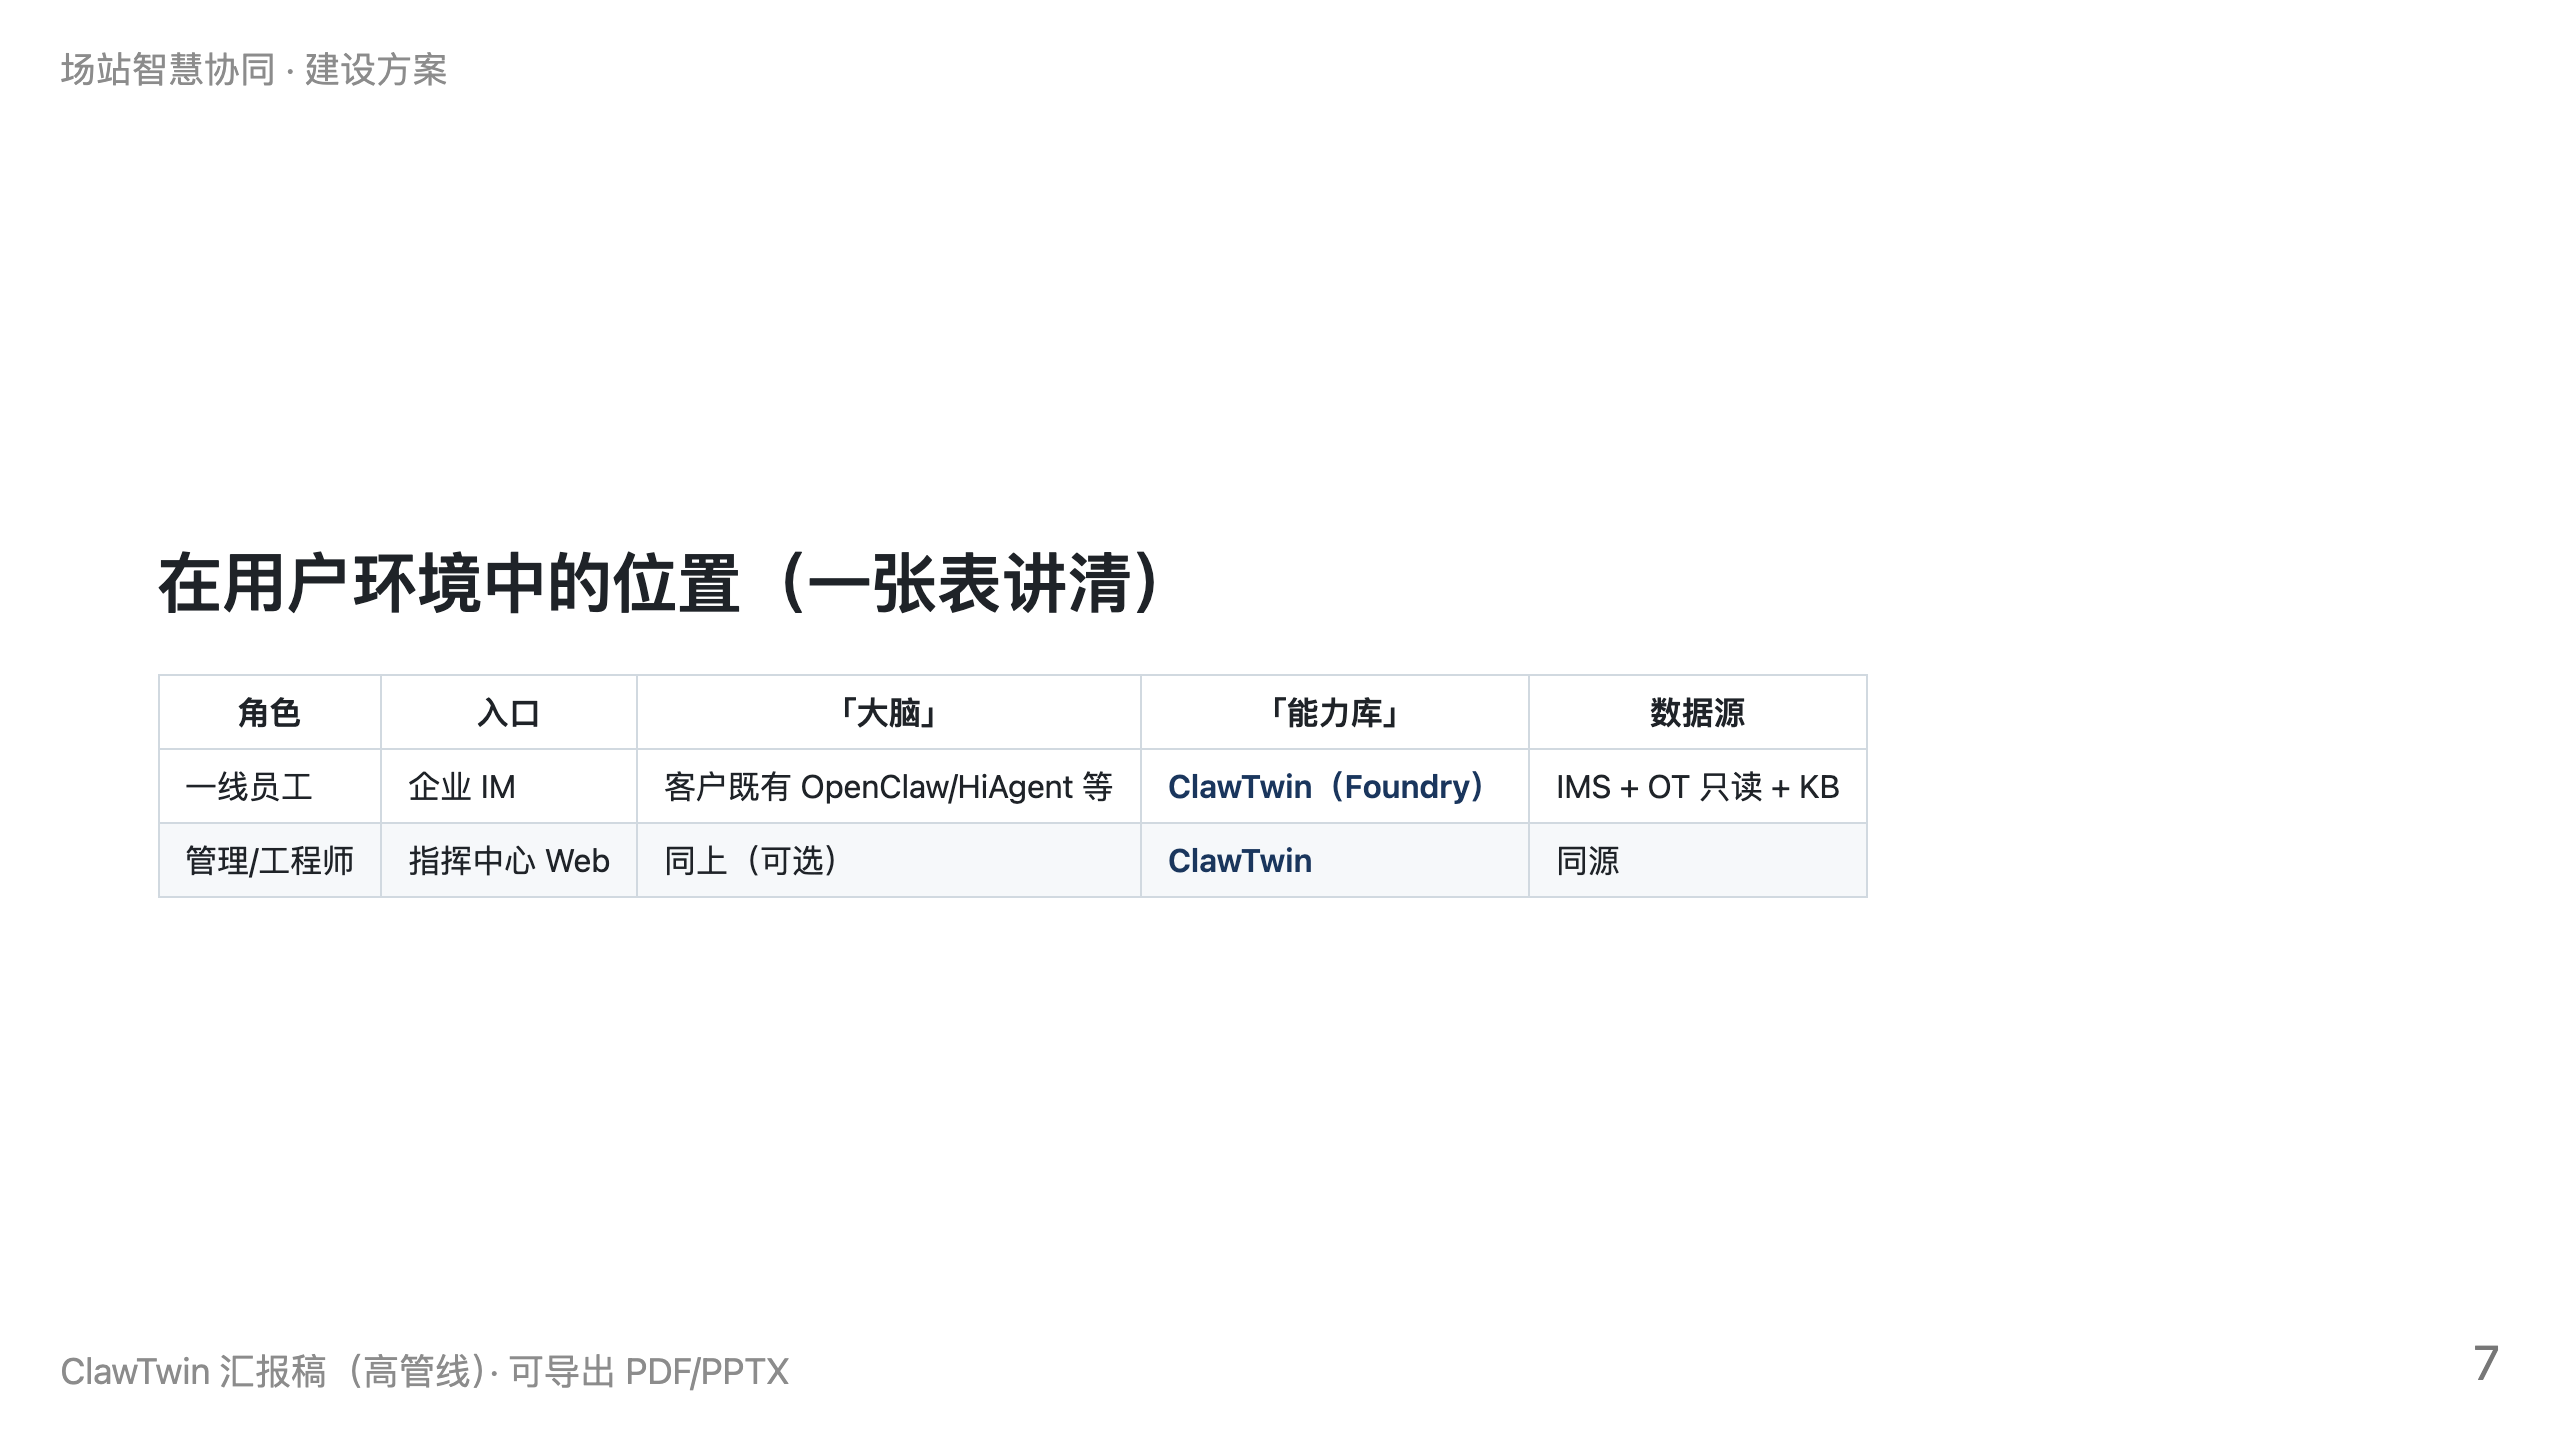 场站智慧协同 · 建设方案
在用户环境中的位置（一张表讲清）
角色 入口 「大脑」 「能力库」 数据源
一线员工 企业 IM 客户既有 OpenClaw/HiAgent 等 ClawTwin（Foundry） IMS + OT 只读 + KB
管理/工程师 指挥中心 Web 同上（可选） ClawTwin 同源
ClawTwin 汇报稿（高管线）· 可导出 PDF/PPTX
7